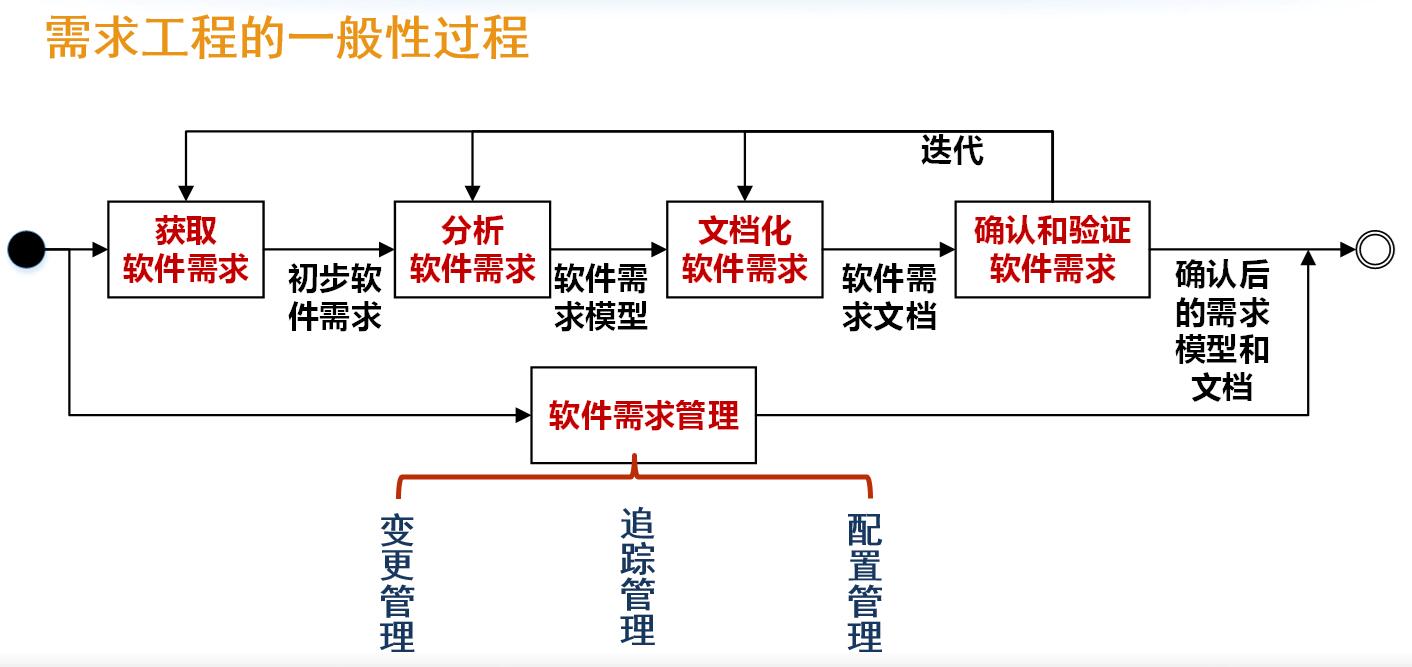 需求工程的一般性过程
迭代
获取
软件需求
初步软
件需求
分析
软件需求
软件需
求模型
文档化
软件需求
软件需
求文档
确认和验证
软件需求
确认后
的需求
模型和
文档
软件需求管理
变更管理
追踪管理
配置管理